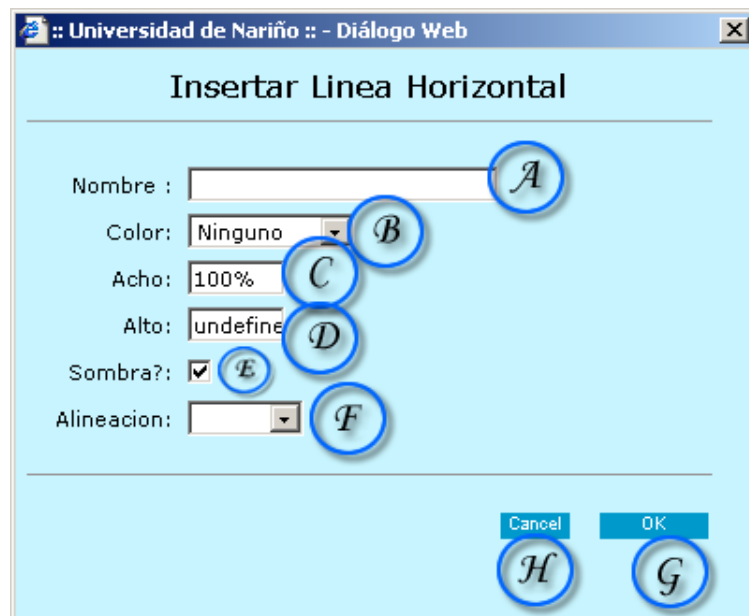 :: Universidad de Nariño :: - Diálogo Web
Insertar Linea Horizontal
Nombre : A
Color: Ninguno B
Acho: 100% C
Alto: undefine D
Sombra?: E
Alineacion: F
Cancel OK
H G